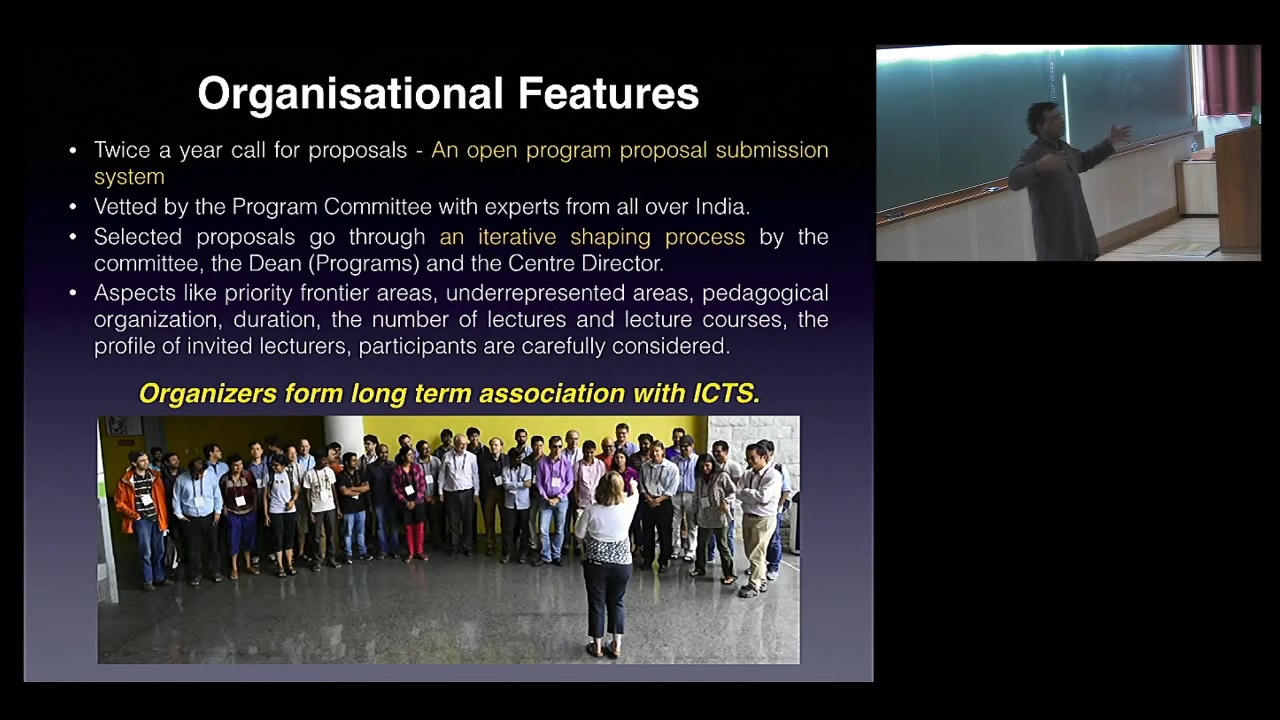 Organisational Features
• Twice a year call for proposals - An open program proposal submission
system
• Vetted by the Program Committee with experts from all over India.
• Selected proposals go through an iterative shaping process by the
committee, the Dean (Programs) and the Centre Director.
• Aspects like priority frontier areas, underrepresented areas, pedagogical
organization, duration, the number of lectures and lecture courses, the
profile of invited lecturers, participants are carefully considered.
Organizers form long term association with ICTS.